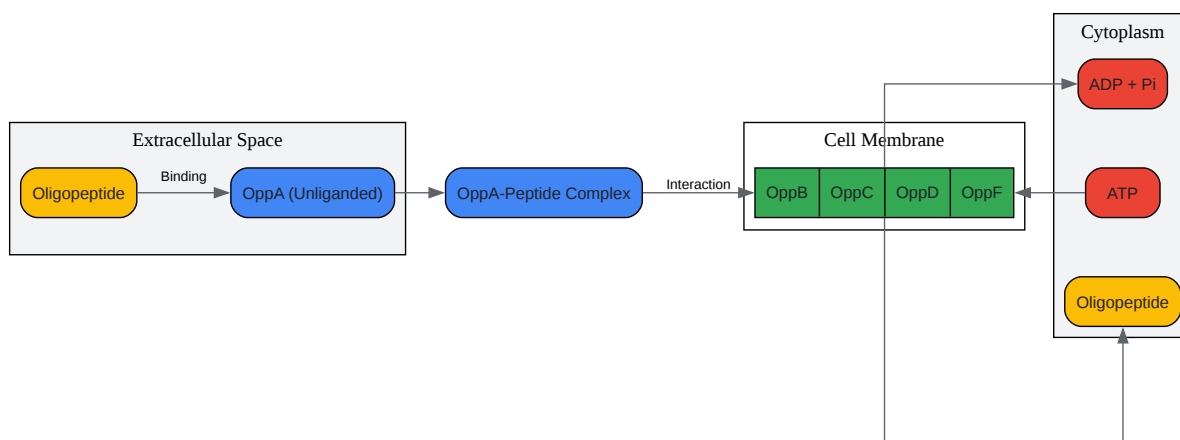 Extracellular Space
Oligopeptide
Binding
OppA (Unliganded)
OppA-Peptide Complex
Interaction
Cell Membrane
OppB
OppC
OppD
OppF
Cytoplasm
ADP + Pi
ATP
Oligopeptide